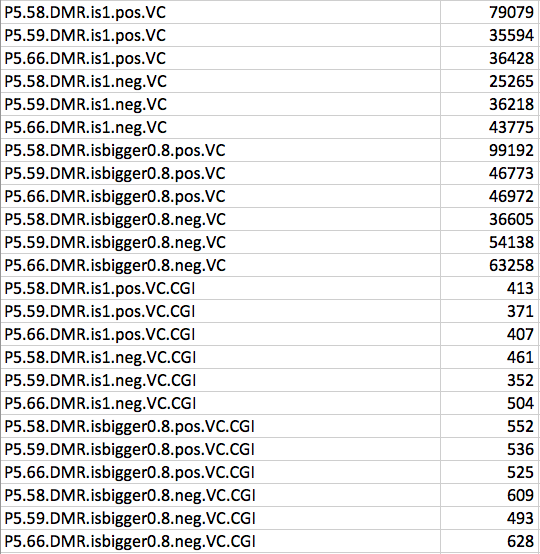 P5.58.DMR.is1.pos.VC 79079
P5.59.DMR.is1.pos.VC 35594
P5.66.DMR.is1.pos.VC 36428
P5.58.DMR.is1.neg.VC 25265
P5.59.DMR.is1.neg.VC 36218
P5.66.DMR.is1.neg.VC 43775
P5.58.DMR.isbigger0.8.pos.VC 99192
P5.59.DMR.isbigger0.8.pos.VC 46773
P5.66.DMR.isbigger0.8.pos.VC 46972
P5.58.DMR.isbigger0.8.neg.VC 36605
P5.59.DMR.isbigger0.8.neg.VC 54138
P5.66.DMR.isbigger0.8.neg.VC 63258
P5.58.DMR.is1.pos.VC.CGI 413
P5.59.DMR.is1.pos.VC.CGI 371
P5.66.DMR.is1.pos.VC.CGI 407
P5.58.DMR.is1.neg.VC.CGI 461
P5.59.DMR.is1.neg.VC.CGI 352
P5.66.DMR.is1.neg.VC.CGI 504
P5.58.DMR.isbigger0.8.pos.VC.CGI 552
P5.59.DMR.isbigger0.8.pos.VC.CGI 536
P5.66.DMR.isbigger0.8.pos.VC.CGI 525
P5.58.DMR.isbigger0.8.neg.VC.CGI 609
P5.59.DMR.isbigger0.8.neg.VC.CGI 493
P5.66.DMR.isbigger0.8.neg.VC.CGI 628